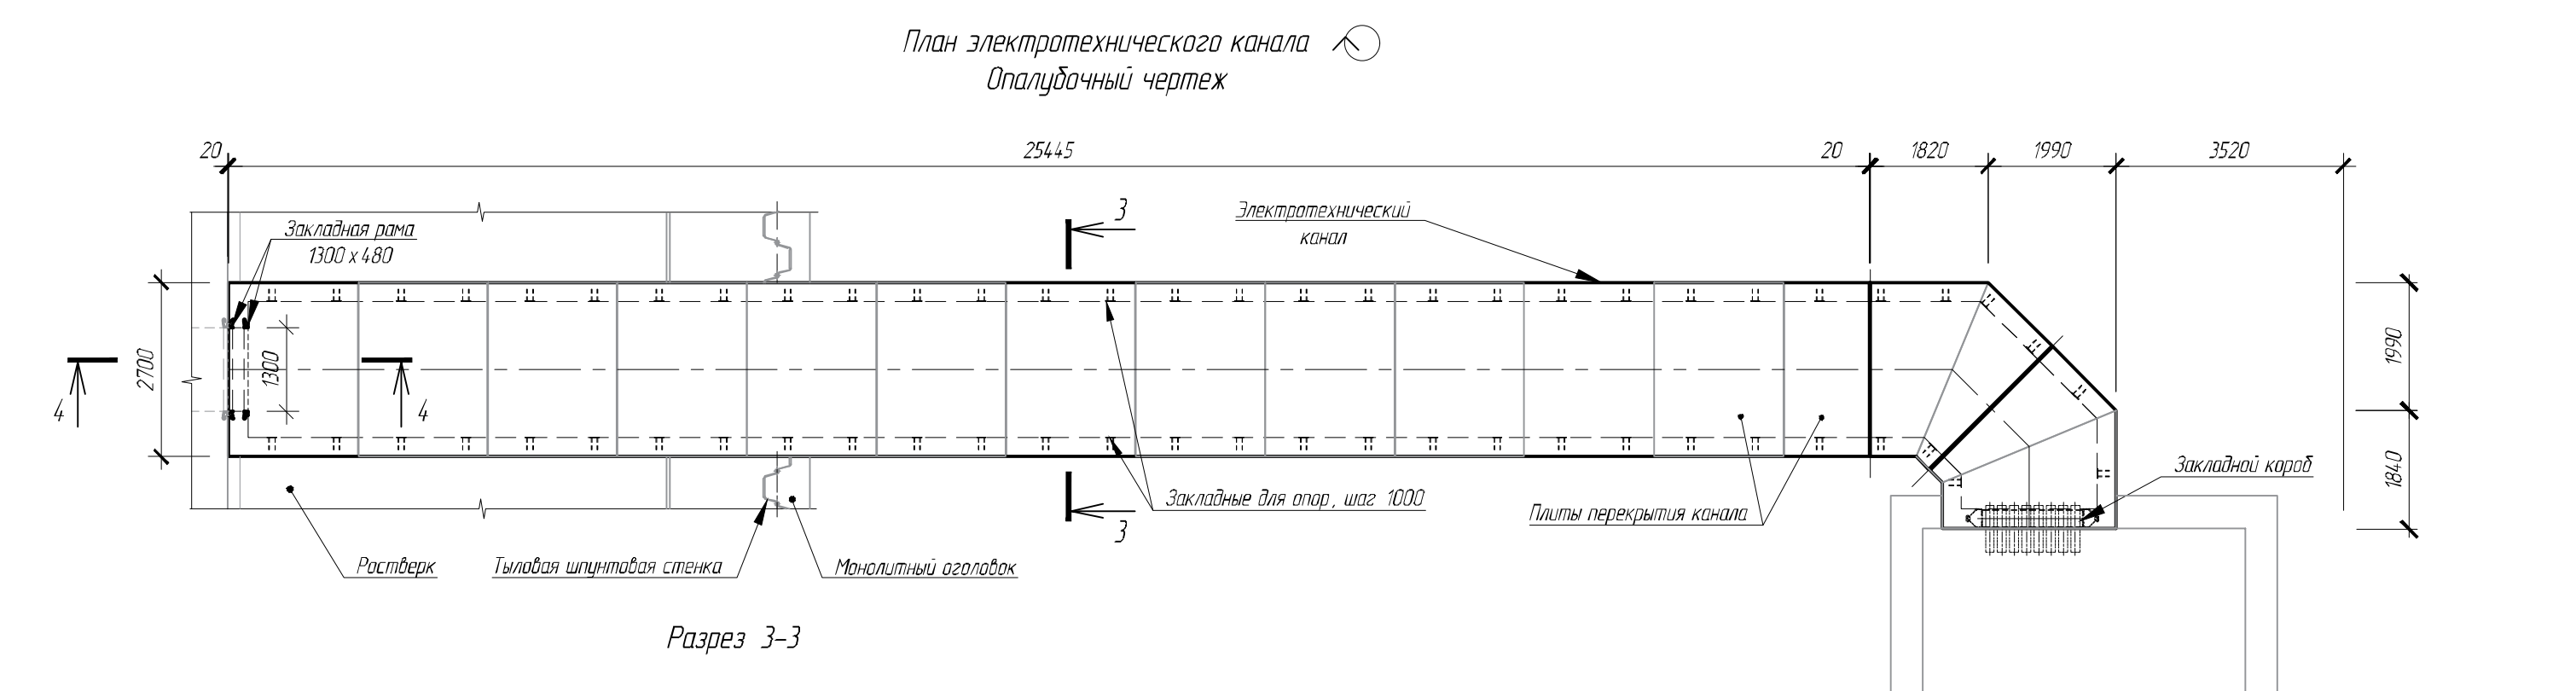 План электротехнического канала
Опалубочный чертеж
20
25445
20
1820
1990
3520
3
Электротехнический
канал
Закладная рама
1300 х 480
2700
1300
4
4
1990
1840
Закладной короб
Закладные для опор, шаг 1000
Плиты перекрытия канала
3
Ростверк
Тыловая шпунтовая стенка
Монолитный оголовок
Разрез 3-3